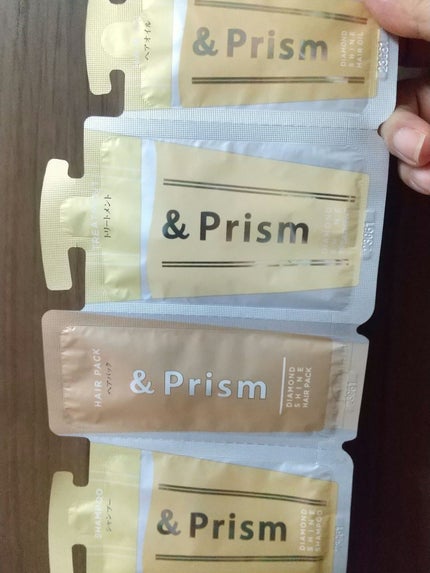 ヘアオイル
& Prism
DIAMOND
SHINE
HAIR OIL
TREATMENT
トリートメント
& Prism
HAIR PACK
ヘアパック
& Prism
DIAMOND
SHINE
HAIR PACK
SHAMPOO
シャンプー
& Prism
DIAMOND
SHINE
SHAMPOO